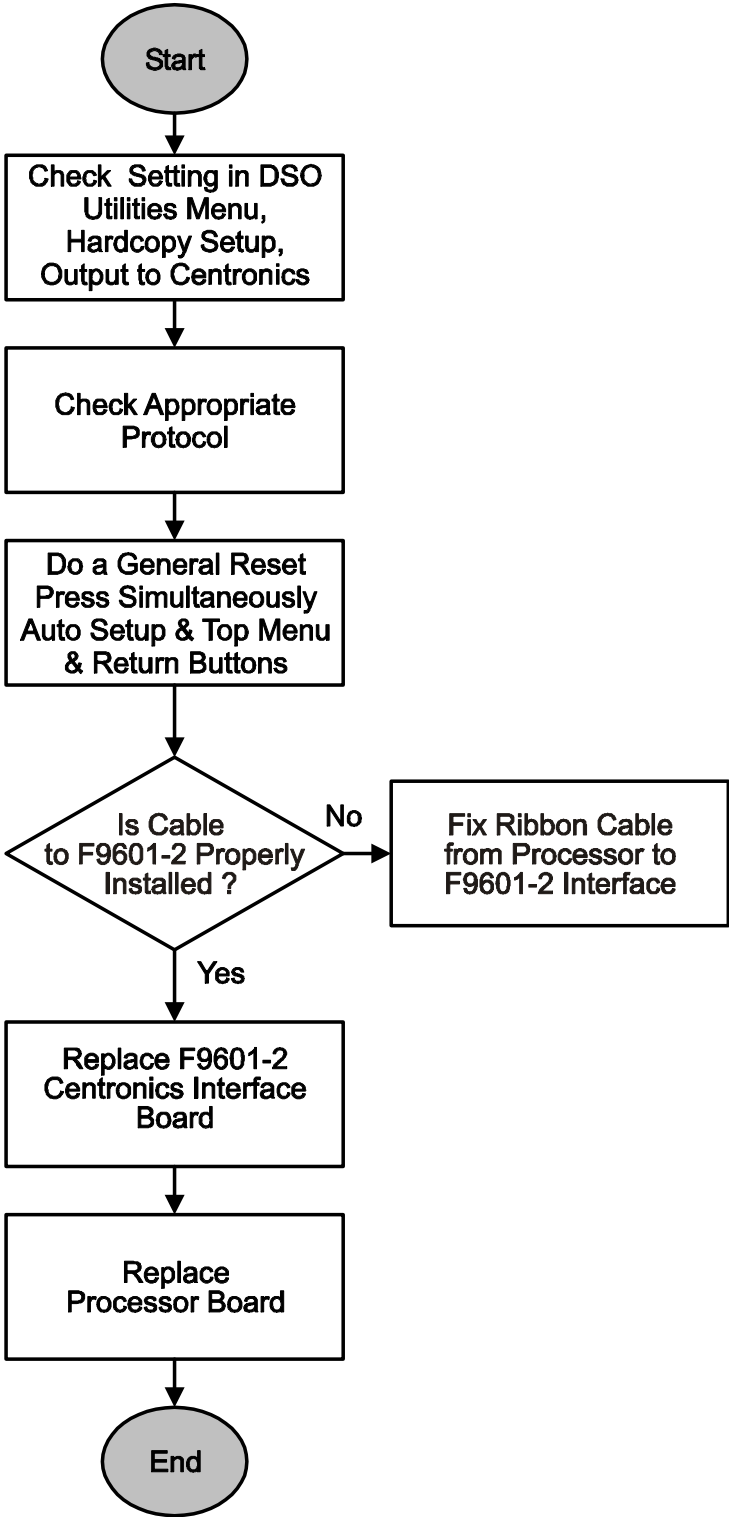 Start
Check Setting in DSO
Utilities Menu,
Hardcopy Setup,
Output to Centronics
Check Appropriate
Protocol
Do a General Reset
Press Simultaneously
Auto Setup & Top Menu
& Return Buttons
Is Cable
to F9601-2 Properly
Installed ?
No
Fix Ribbon Cable
from Processor to
F9601-2 Interface
Yes
Replace F9601-2
Centronics Interface
Board
Replace
Processor Board
End